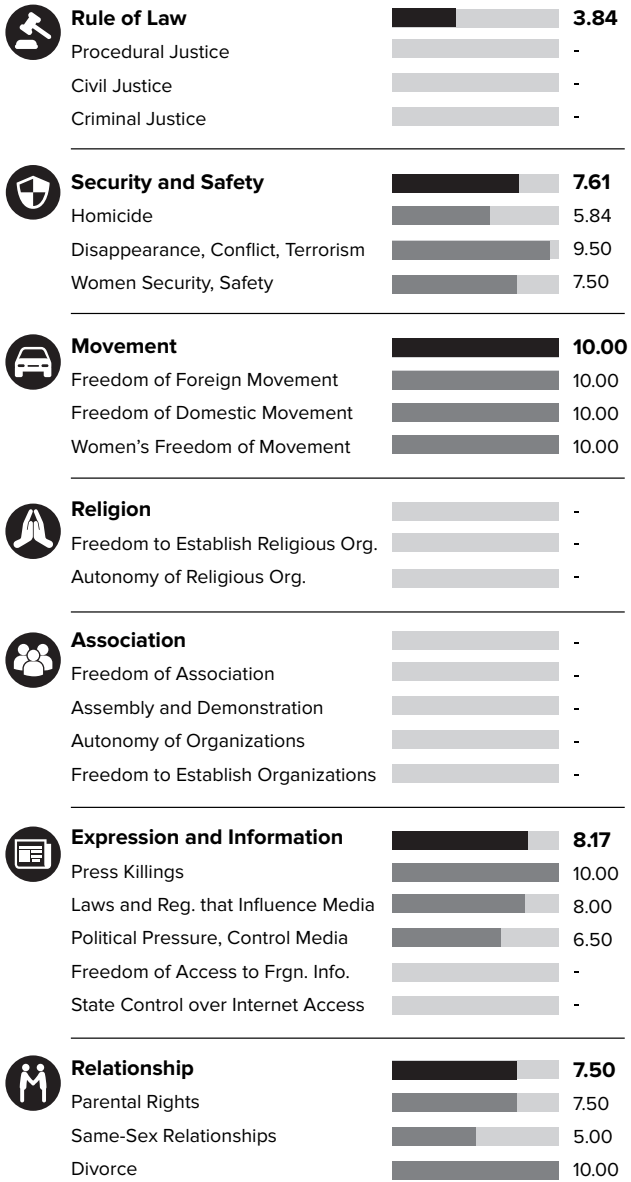 Rule of Law 3.84
Procedural Justice -
Civil Justice -
Criminal Justice -
Security and Safety 7.61
Homicide 5.84
Disappearance, Conflict, Terrorism 9.50
Women Security, Safety 7.50
Movement 10.00
Freedom of Foreign Movement 10.00
Freedom of Domestic Movement 10.00
Women’s Freedom of Movement 10.00
Religion -
Freedom to Establish Religious Org. -
Autonomy of Religious Org. -
Association -
Freedom of Association -
Assembly and Demonstration -
Autonomy of Organizations -
Freedom to Establish Organizations -
Expression and Information 8.17
Press Killings 10.00
Laws and Reg. that Influence Media 8.00
Political Pressure, Control Media 6.50
Freedom of Access to Frgn. Info. -
State Control over Internet Access -
Relationship 7.50
Parental Rights 7.50
Same-Sex Relationships 5.00
Divorce 10.00